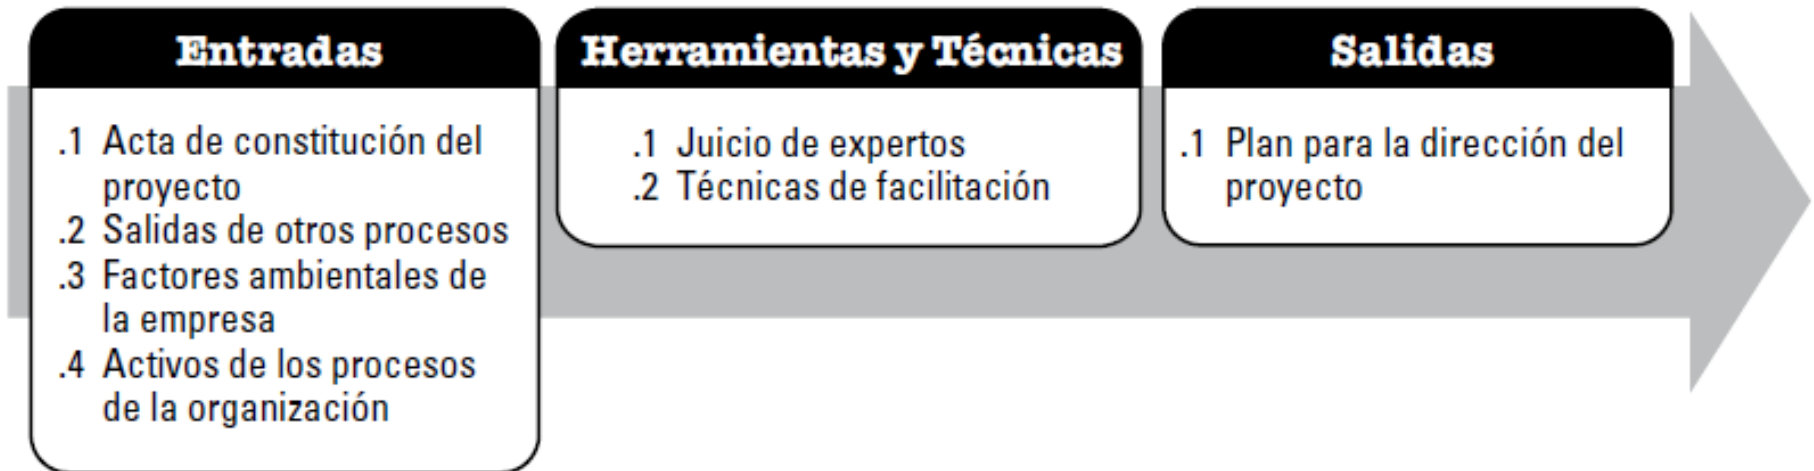 Entradas
.1 Acta de constitución del
proyecto
.2 Salidas de otros procesos
.3 Factores ambientales de
la empresa
.4 Activos de los procesos
de la organización
Herramientas y Técnicas
.1 Juicio de expertos
.2 Técnicas de facilitación
Salidas
.1 Plan para la dirección del
proyecto